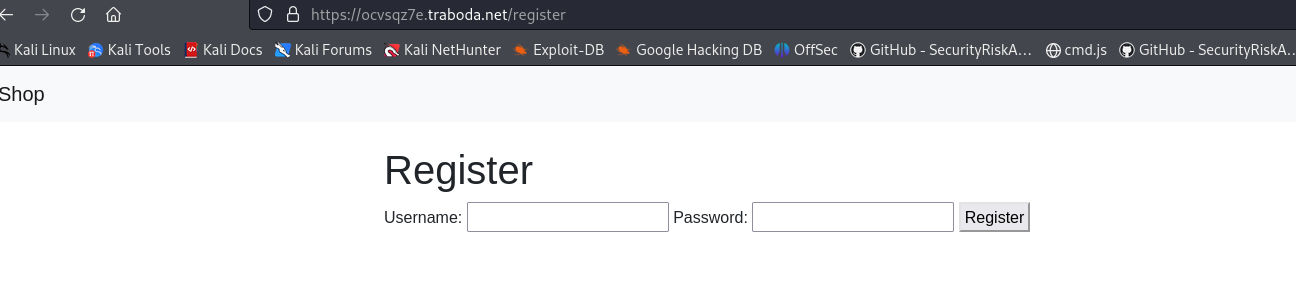 https://ocvsqz7e.traboda.net/register
Kali Linux Kali Tools Kali Docs Kali Forums Kali NetHunter Exploit-DB Google Hacking DB OffSec GitHub - SecurityRiskA... cmd.js GitHub - SecurityRiskA...
Shop
Register
Username: Password: Register